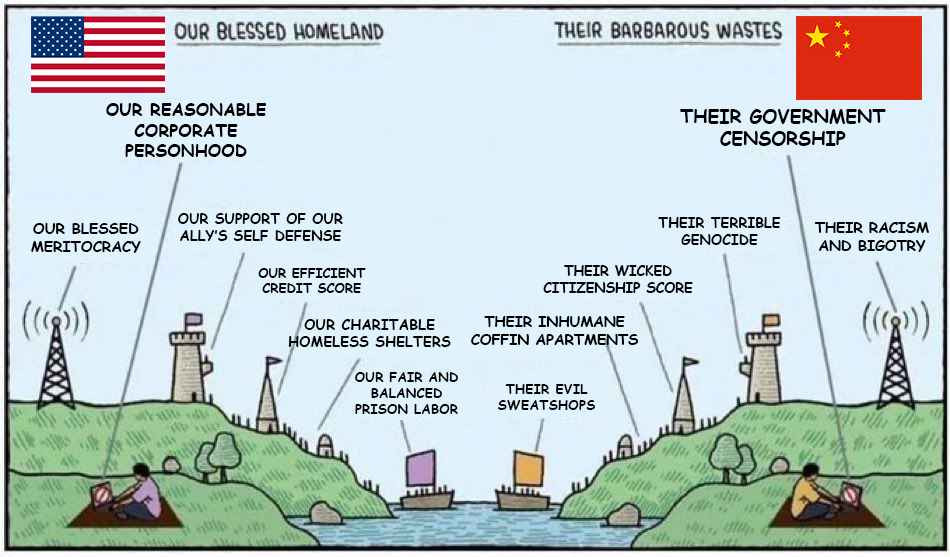 OUR BLESSED HOMELAND
THEIR BARBAROUS WASTES
OUR REASONABLE
CORPORATE
PERSONHOOD
THEIR GOVERNMENT
CENSORSHIP
OUR BLESSED
MERITOCRACY
OUR SUPPORT OF OUR
ALLY'S SELF DEFENSE
THEIR TERRIBLE
GENOCIDE
THEIR RACISM
AND BIGOTRY
OUR EFFICIENT
CREDIT SCORE
THEIR WICKED
CITIZENSHIP SCORE
OUR CHARITABLE
HOMELESS SHELTERS
THEIR INHUMANE
COFFIN APARTMENTS
OUR FAIR AND
BALANCED
PRISON LABOR
THEIR EVIL
SWEATSHOPS